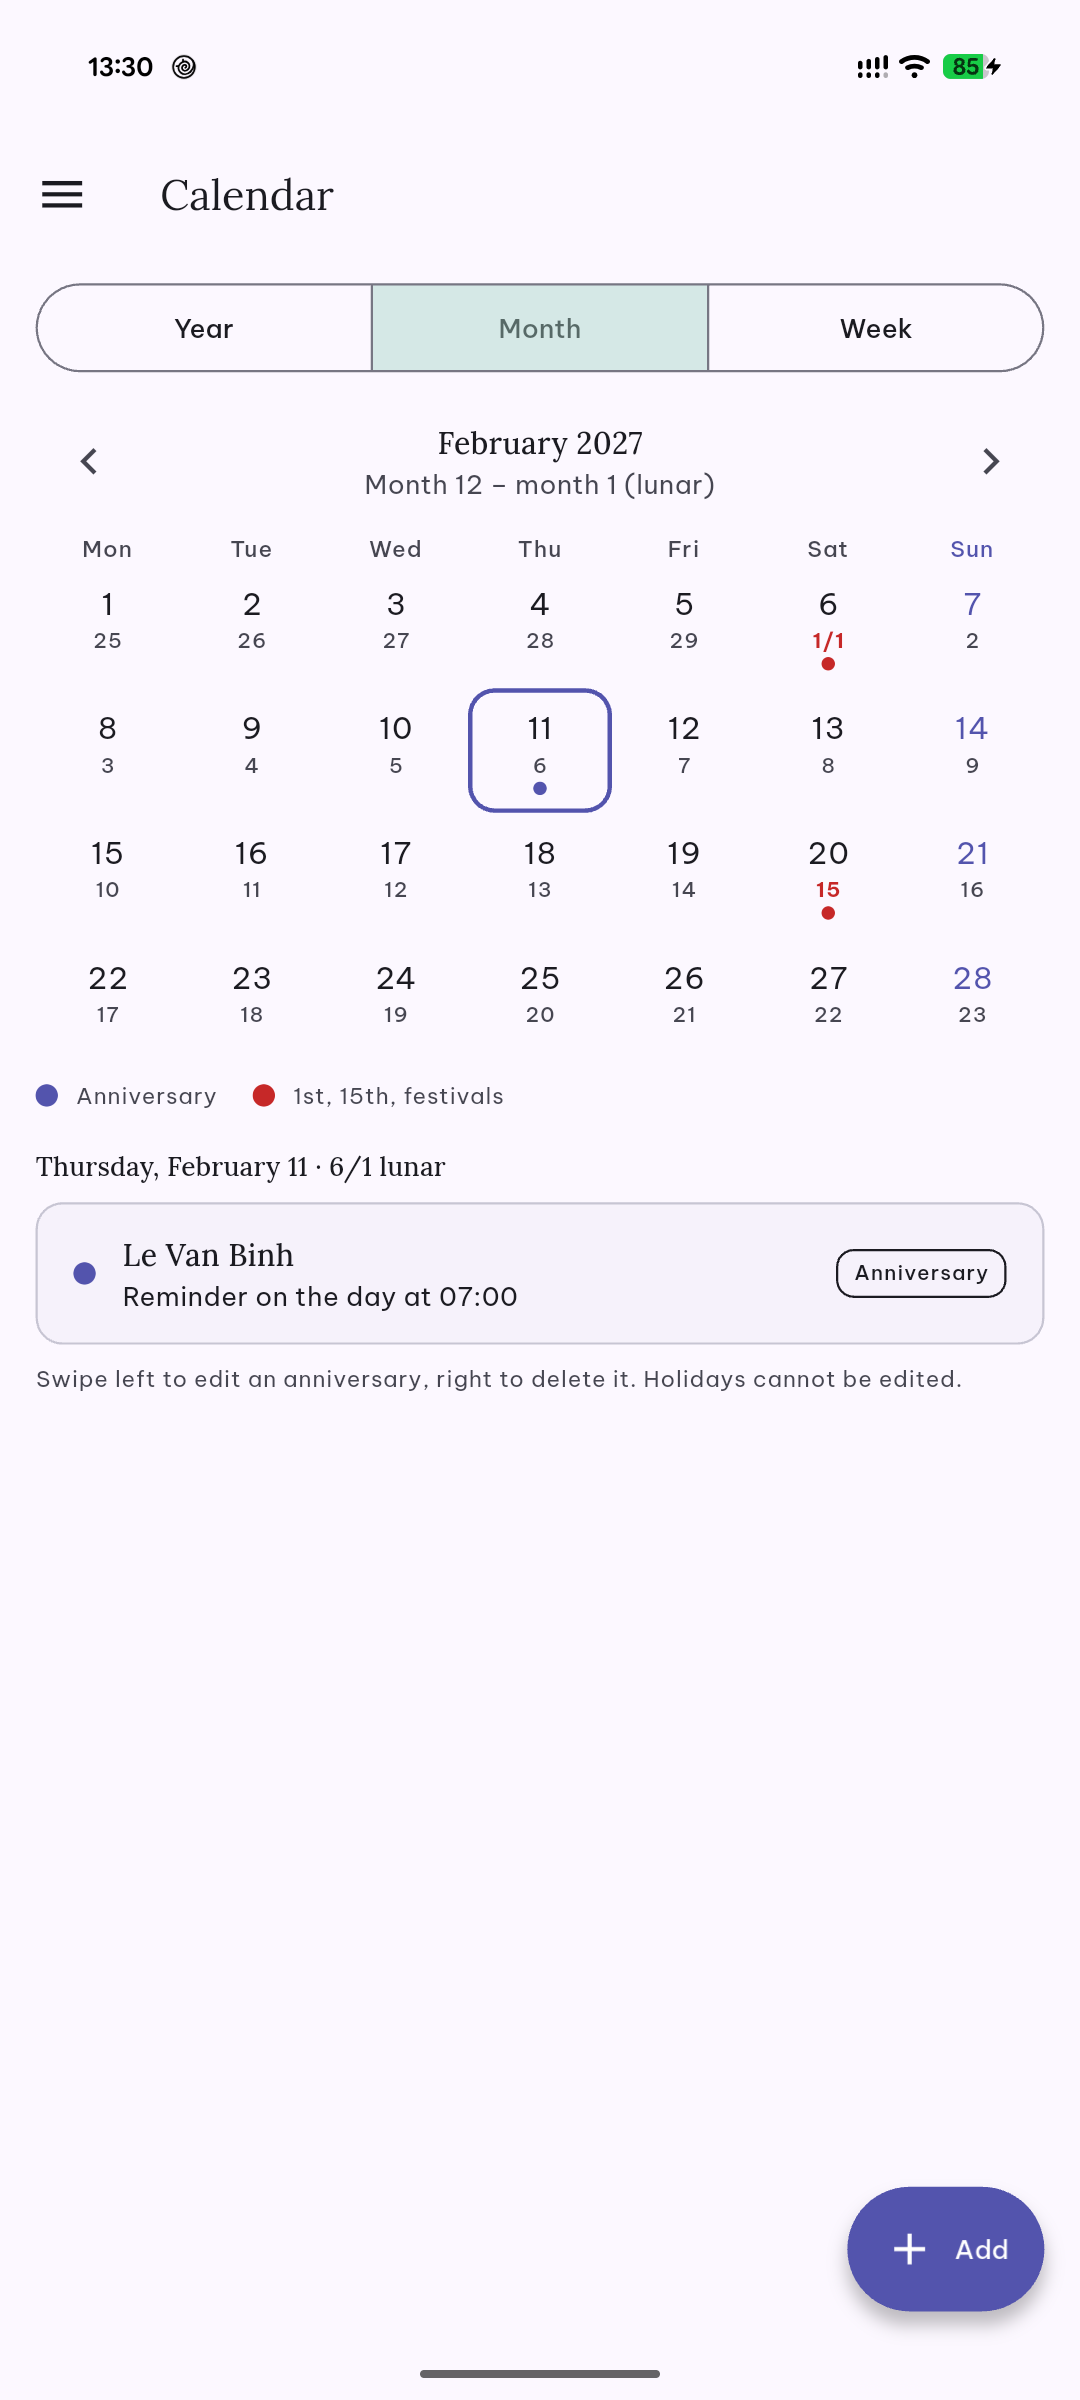 13:30
85
Calendar
Year Month Week
February 2027
Month 12 – month 1 (lunar)
Mon Tue Wed Thu Fri Sat Sun
1 2 3 4 5 6 7
25 26 27 28 29 1/1 2
8 9 10 11 12 13 14
3 4 5 6 7 8 9
15 16 17 18 19 20 21
10 11 12 13 14 15 16
22 23 24 25 26 27 28
17 18 19 20 21 22 23
Anniversary 1st, 15th, festivals
Thursday, February 11 · 6/1 lunar
Le Van Binh
Reminder on the day at 07:00
Anniversary
Swipe left to edit an anniversary, right to delete it. Holidays cannot be edited.
Add